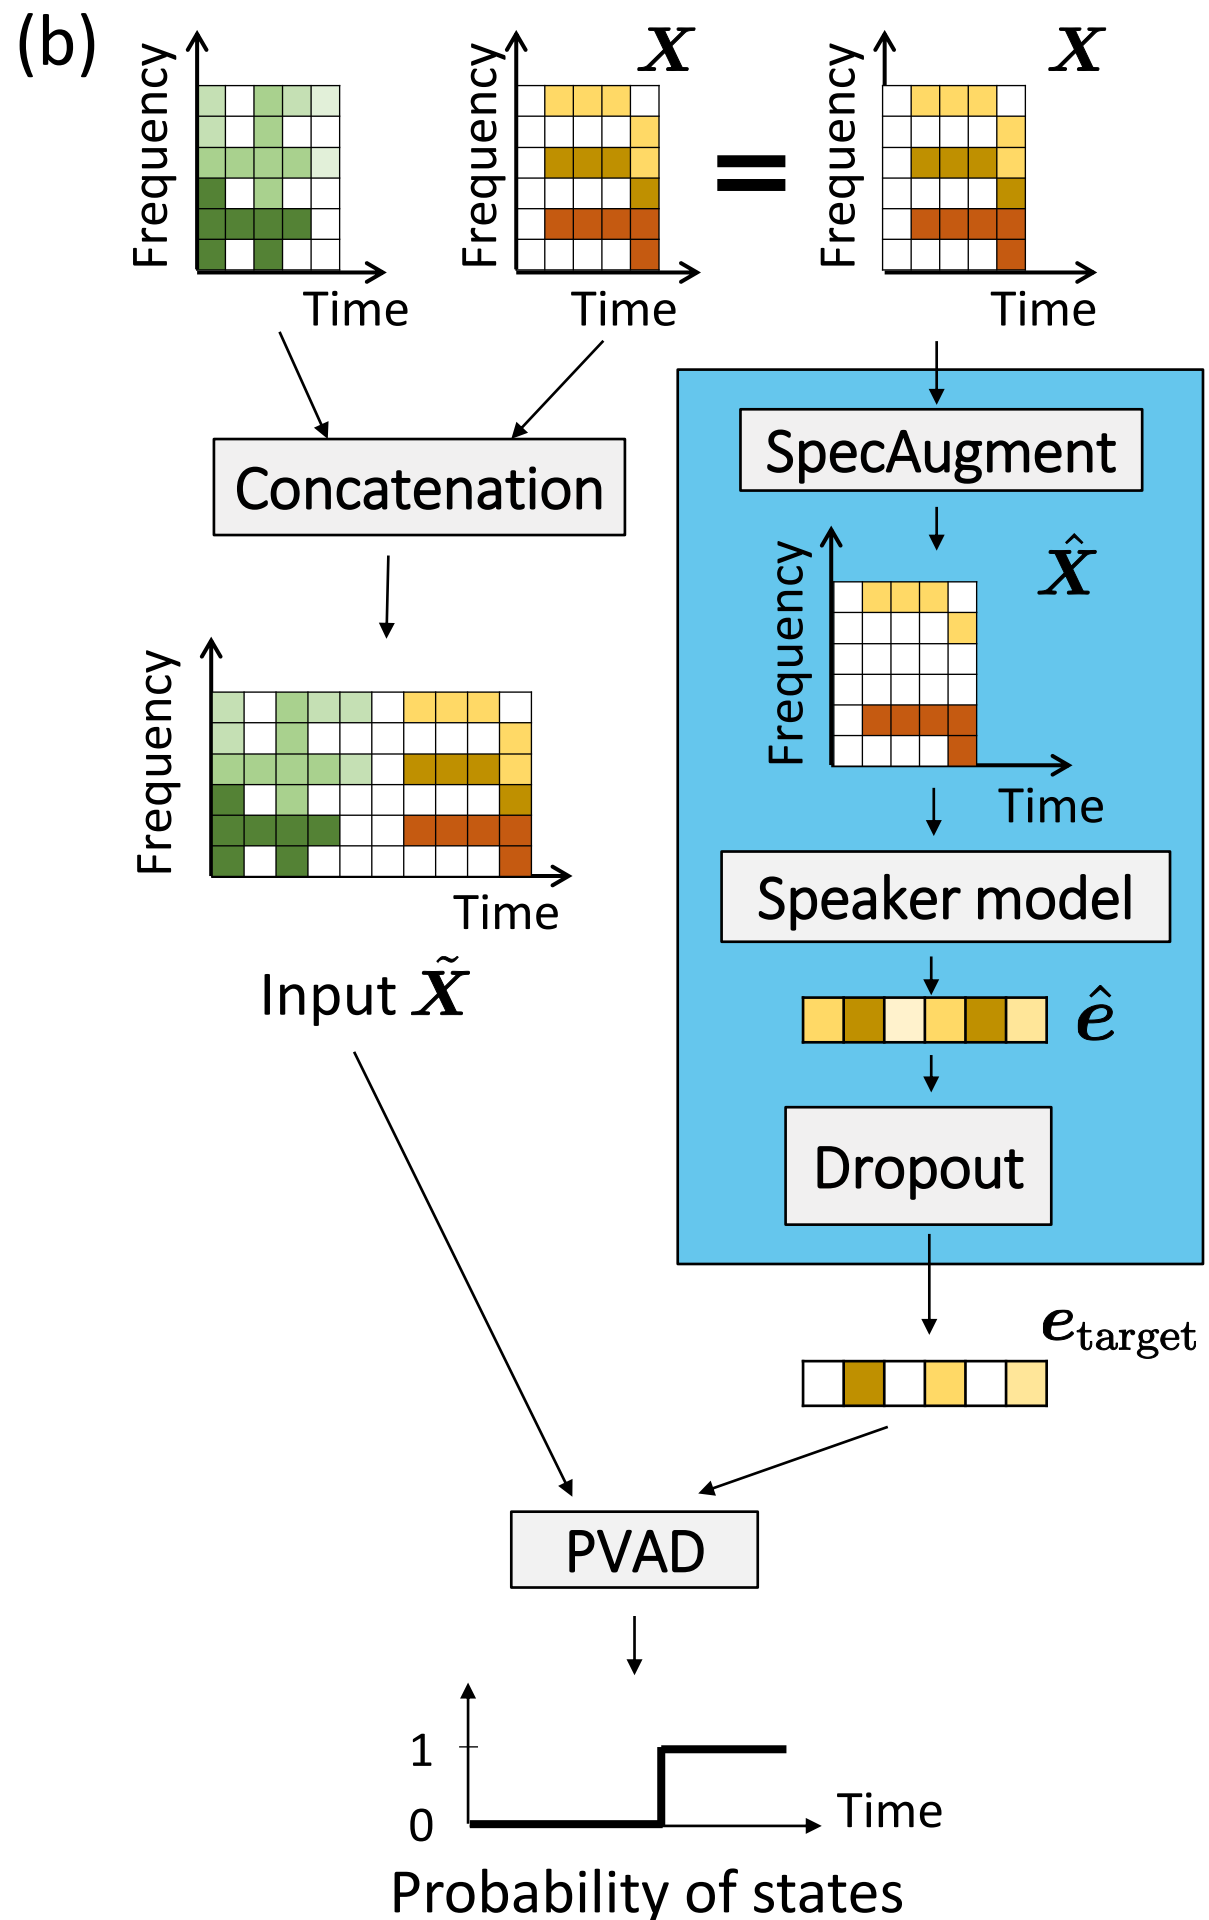 (b)
Frequency
Time
Frequency
X
Time
=
Frequency
X
Time
Concatenation
SpecAugment
Frequency
X̂
Time
Frequency
Time
Input X̃
Speaker model
ê
Dropout
e_target
PVAD
1
0
Time
Probability of states